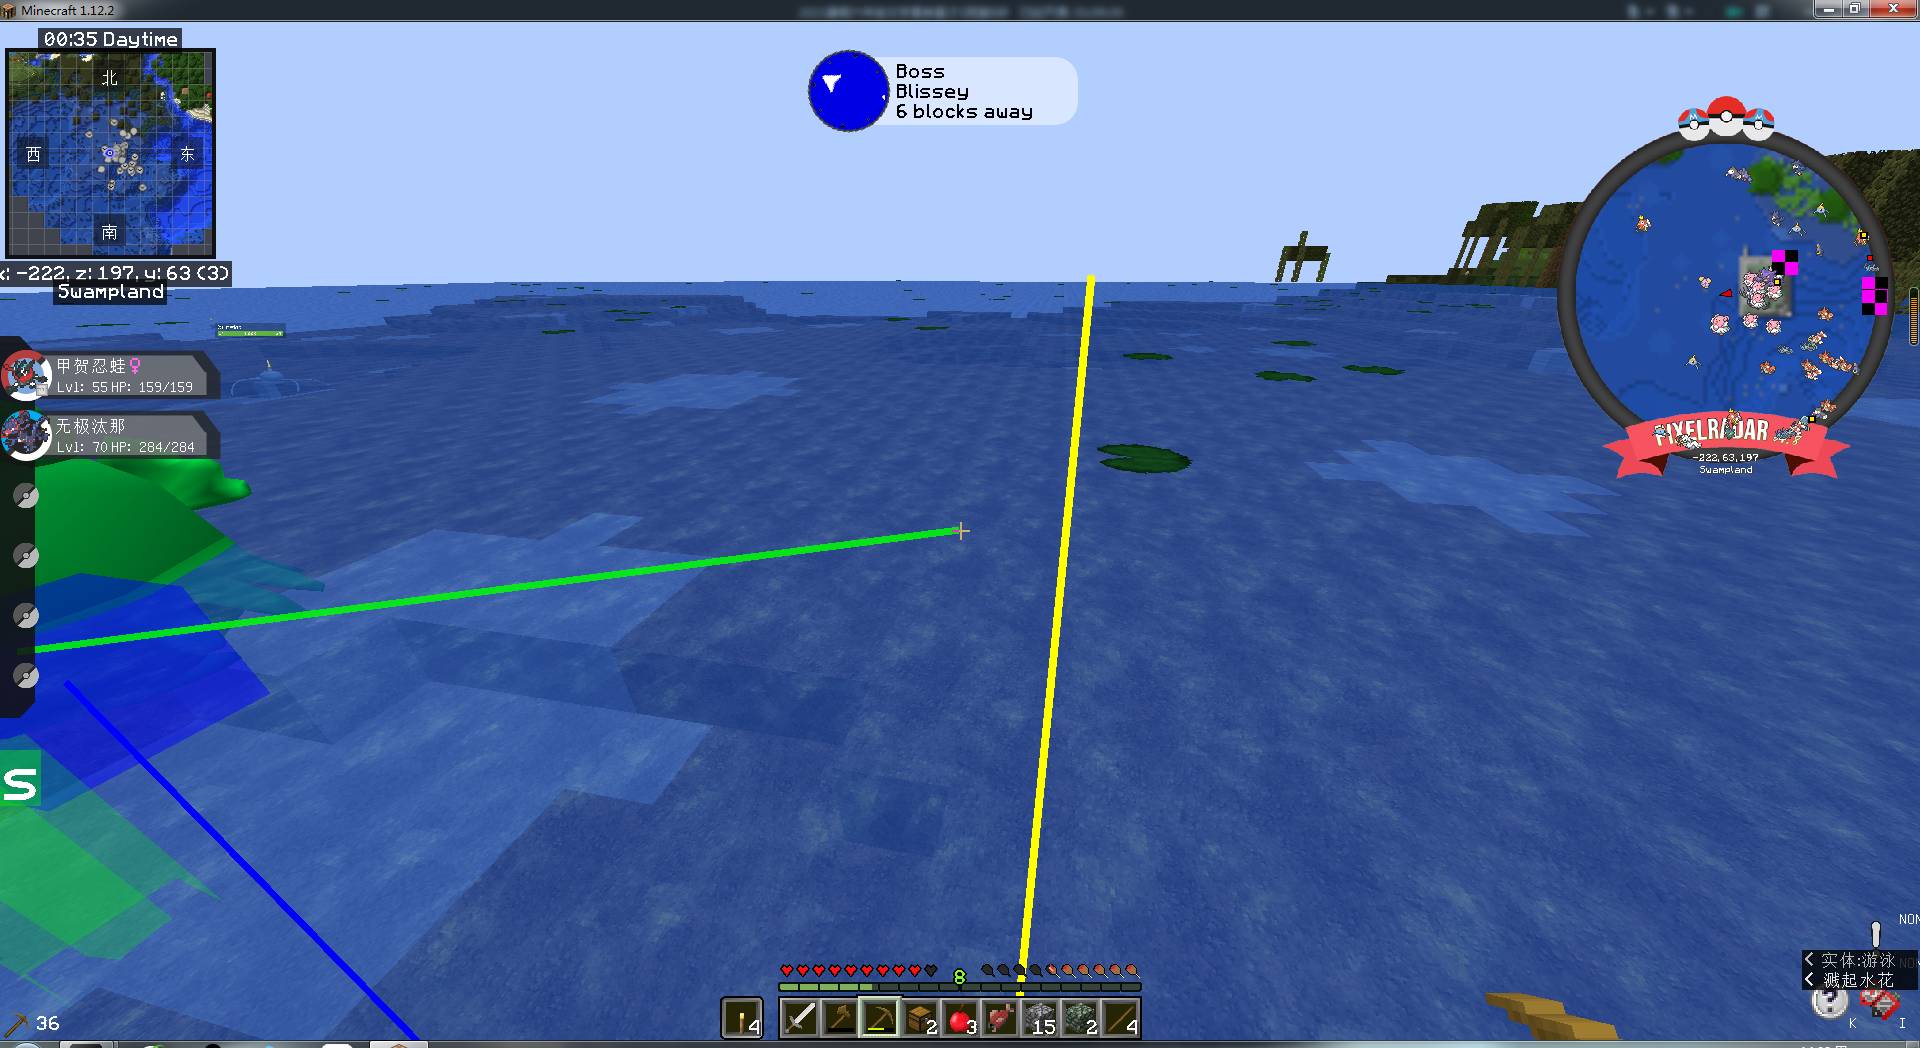 Minecraft 1.12.2
00:35 Daytime
北
西
东
南
x: -222, z: 197, y: 63 (3)
Swampland
Boss
Blissey
6 blocks away
甲贺忍蛙♀
Lvl: 55 HP: 159/159
无极汰那
Lvl: 70 HP: 284/284
PIXELRADAR
-222, 63, 197
Swampland
S
8
NON
< 实体:游泳
< 溅起水花
K
I
36
4
2
3
15
2
4